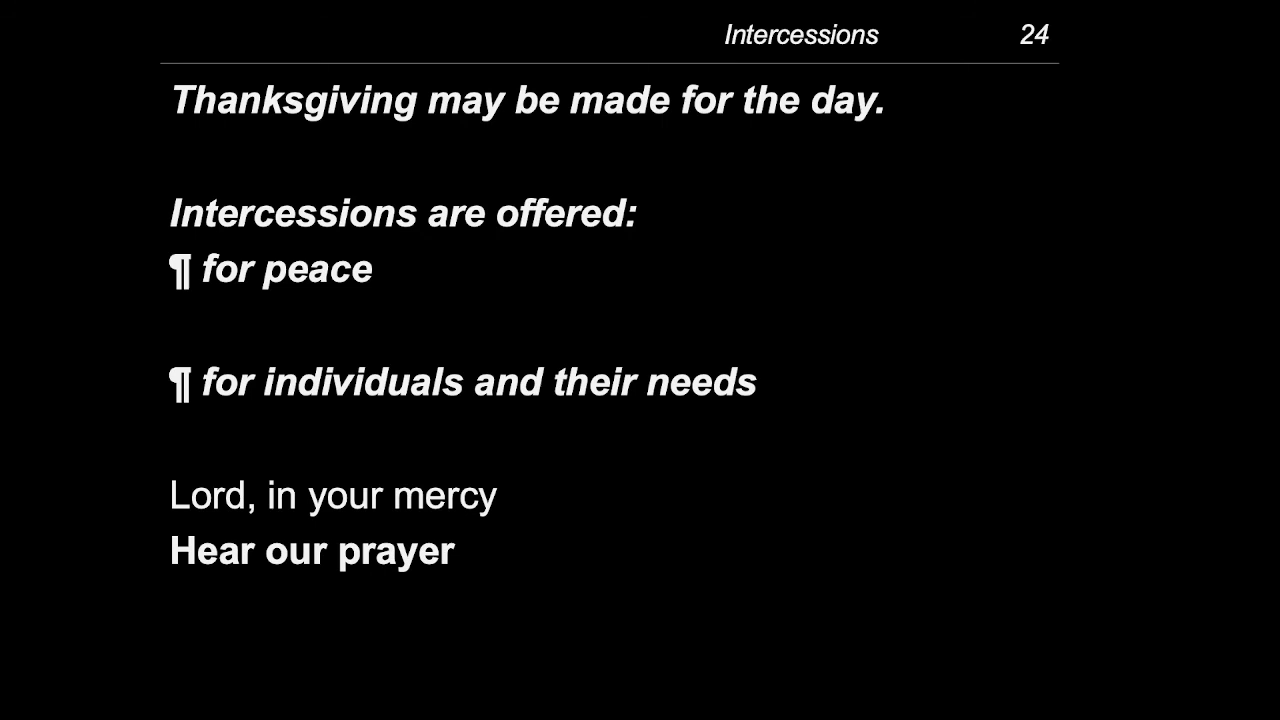 Intercessions 24
Thanksgiving may be made for the day.
Intercessions are offered:
¶ for peace
¶ for individuals and their needs
Lord, in your mercy
Hear our prayer